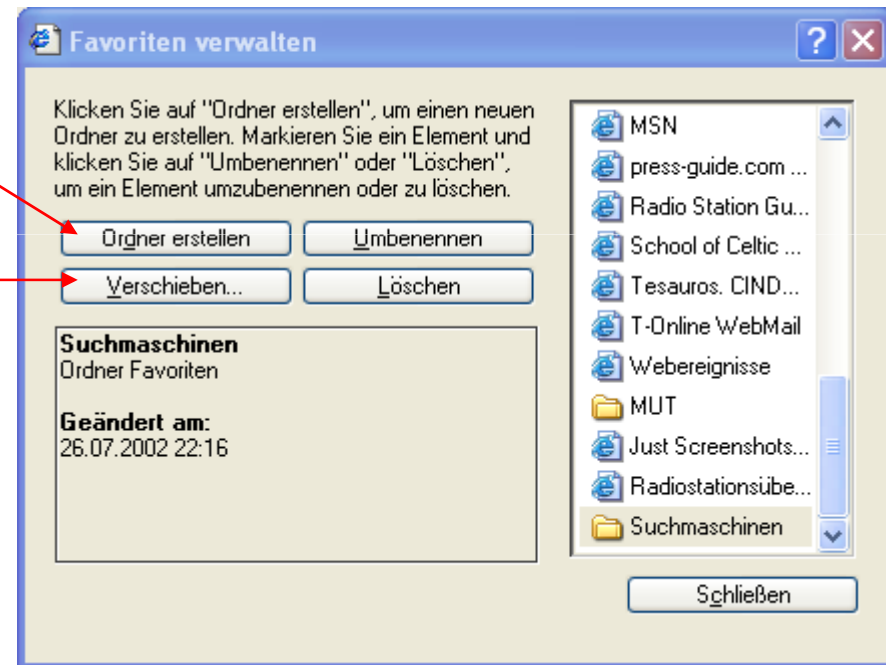 Favoriten verwalten
Klicken Sie auf "Ordner erstellen", um einen neuen
Ordner zu erstellen. Markieren Sie ein Element und
klicken Sie auf "Umbenennen" oder "Löschen",
um ein Element umzubenennen oder zu löschen.
Ordner erstellen
Umbenennen
Verschieben...
Löschen
Suchmaschinen
Ordner Favoriten
Geändert am:
26.07.2002 22:16
MSN
press-guide.com ...
Radio Station Gu...
School of Celtic ...
Tesauros. CIND...
T-Online WebMail
Webereignisse
MUT
Just Screenshots...
Radiostationsübe...
Suchmaschinen
Schließen